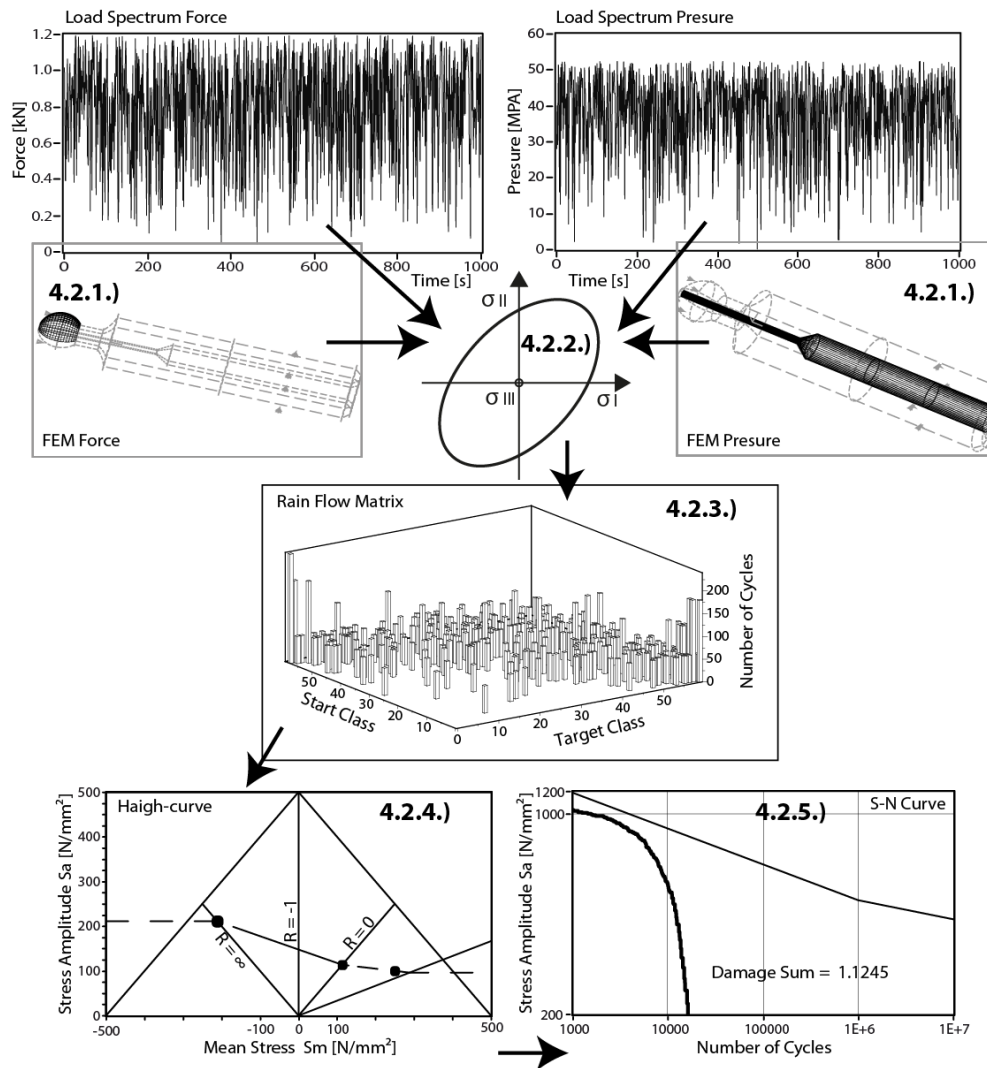 Load Spectrum Force
Force [kN]
1.2
1.0
0.8
0.6
0.4
0.2
0
0 200 400 600 800 1000
Time [s]
Load Spectrum Presure
Presure [MPA]
60
50
40
30
20
10
0
0 200 400 600 800 1000
Time [s]
4.2.1.)
FEM Force
σ II
4.2.2.)
σ III
σ I
4.2.1.)
FEM Presure
Rain Flow Matrix
4.2.3.)
Number of Cycles
200
150
100
50
0
50 40 30 20 10 0
Start Class
10 20 30 40 50
Target Class
Haigh-curve
4.2.4.)
Stress Amplitude Sa [N/mm²]
500
400
300
200
100
0
R = ∞
R = -1
R = 0
-500 -100 0 100 500
Mean Stress Sm [N/mm²]
4.2.5.)
S-N Curve
Stress Amplitude Sa [N/mm²]
1200
1000
200
Damage Sum = 1.1245
1000 10000 100000 1E+6 1E+7
Number of Cycles